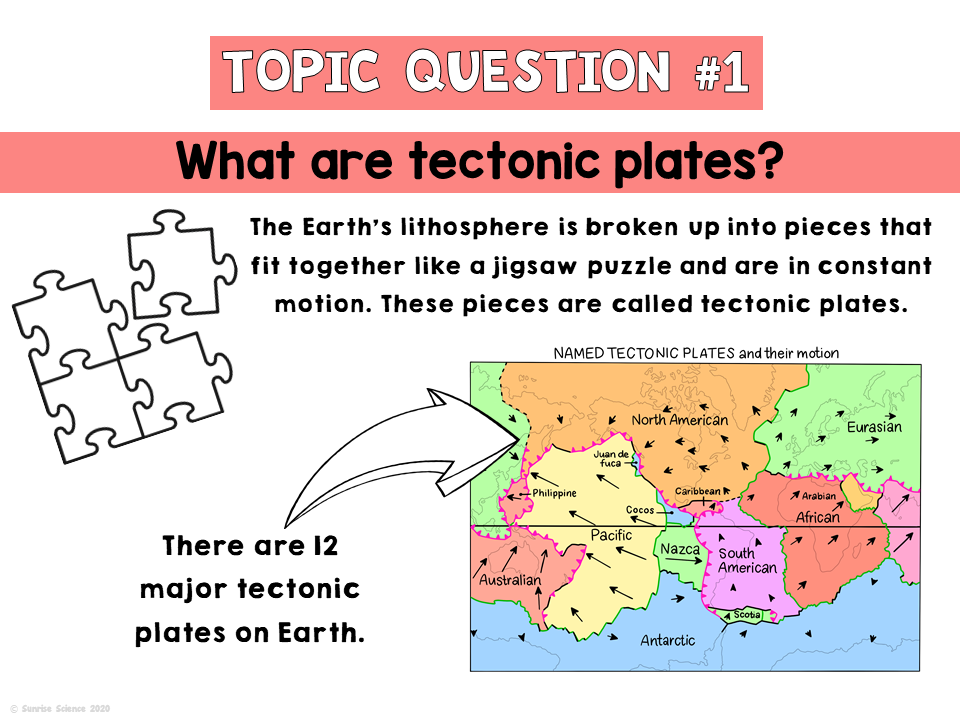 TOPIC QUESTION #1
What are tectonic plates?
The Earth's lithosphere is broken up into pieces that
fit together like a jigsaw puzzle and are in constant
motion. These pieces are called tectonic plates.
NAMED TECTONIC PLATES and their motion
North American
Eurasian
Juan de
fuca
Philippine
Caribbean
Arabian
Cocos
African
Pacific
Nazca
South
American
Australian
Scotia
Antarctic
There are 12
major tectonic
plates on Earth.
© Sunrise Science 2020